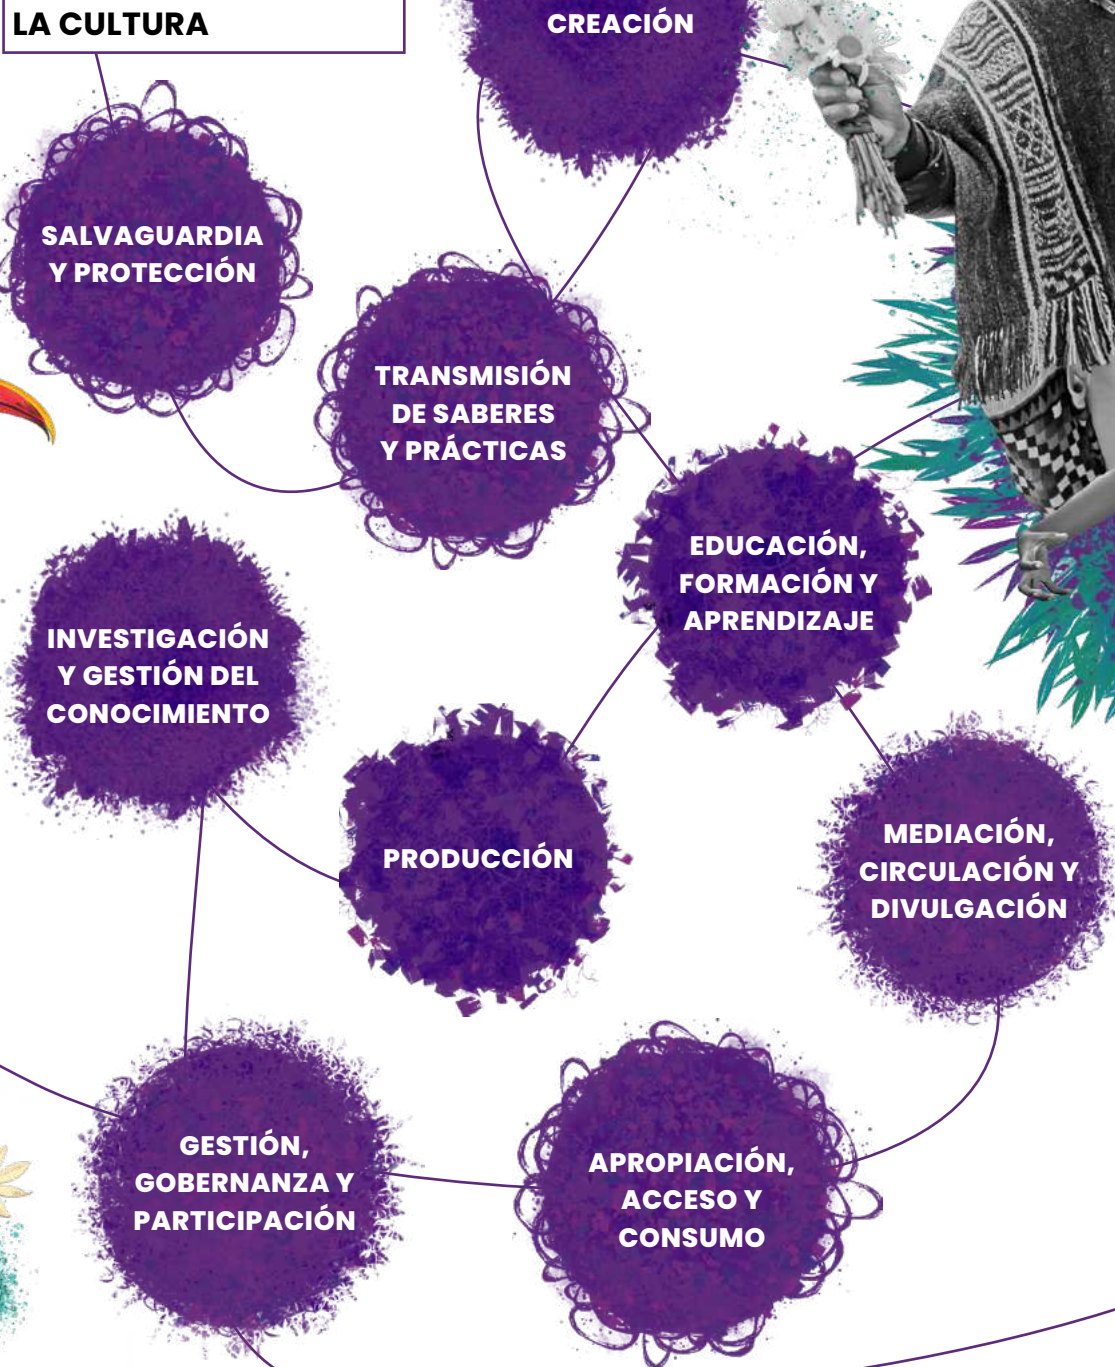 LA CULTURA
CREACIÓN
SALVAGUARDIA
Y PROTECCIÓN
TRANSMISIÓN
DE SABERES
Y PRÁCTICAS
EDUCACIÓN,
FORMACIÓN Y
APRENDIZAJE
INVESTIGACIÓN
Y GESTIÓN DEL
CONOCIMIENTO
PRODUCCIÓN
MEDIACIÓN,
CIRCULACIÓN Y
DIVULGACIÓN
GESTIÓN,
GOBERNANZA Y
PARTICIPACIÓN
APROPIACIÓN,
ACCESO Y
CONSUMO